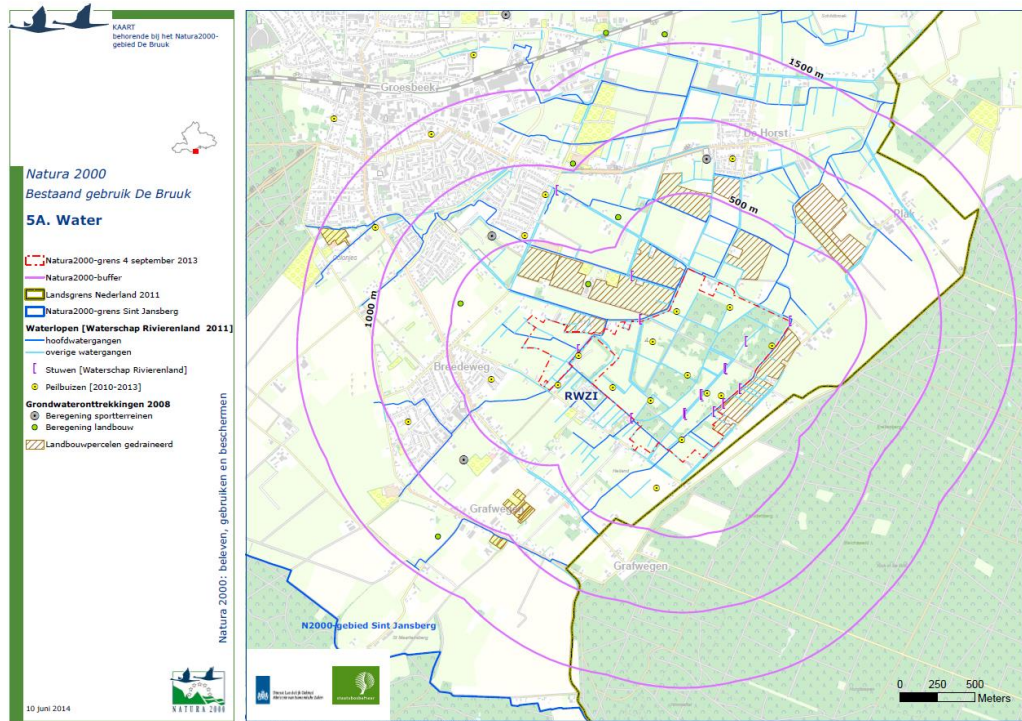 KAART
behorende bij het Natura2000-
gebied De Bruuk
Natura 2000
Bestaand gebruik De Bruuk
5A. Water
Natura2000-grens 4 september 2013
Natura2000-buffer
Landsgrens Nederland 2011
Natura2000-grens Sint Jansberg
Waterlopen [Waterschap Rivierenland 2011]
hoofdwatergangen
overige watergangen
Stuwen [Waterschap Rivierenland]
Peilbuizen [2010-2013]
Grondwateronttrekkingen 2008
Beregening sportterreinen
Beregening landbouw
Landbouwpercelen gedraineerd
Natura 2000: beleven, gebruiken en beschermen
10 juni 2014
NATURA 2000
1500 m
Groesbeek
De Horst
500 m
Plak
1000 m
Breedeweg
RWZI
Grafwegen
Grafwegen
N2000-gebied Sint Jansberg
staatsbosbeheer
0 250 500
Meters